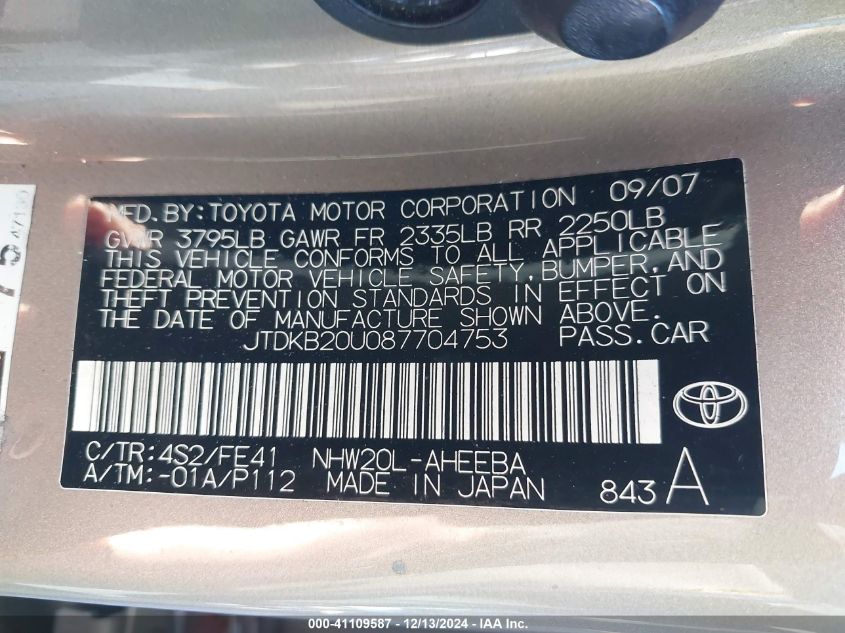 MFD. BY: TOYOTA MOTOR CORPORATION 09/07
GVWR 3795LB GAWR FR 2335LB RR 2250LB
THIS VEHICLE CONFORMS TO ALL APPLICABLE
FEDERAL MOTOR VEHICLE SAFETY, BUMPER, AND
THEFT PREVENTION STANDARDS IN EFFECT ON
THE DATE OF MANUFACTURE SHOWN ABOVE.
JTDKB20U087704753 PASS. CAR
C/TR: 4S2/FE41 NHW20L-AHEEBA
A/TM: -01A/P112 MADE IN JAPAN 843 A
000-41109587 - 12/13/2024 - IAA Inc.